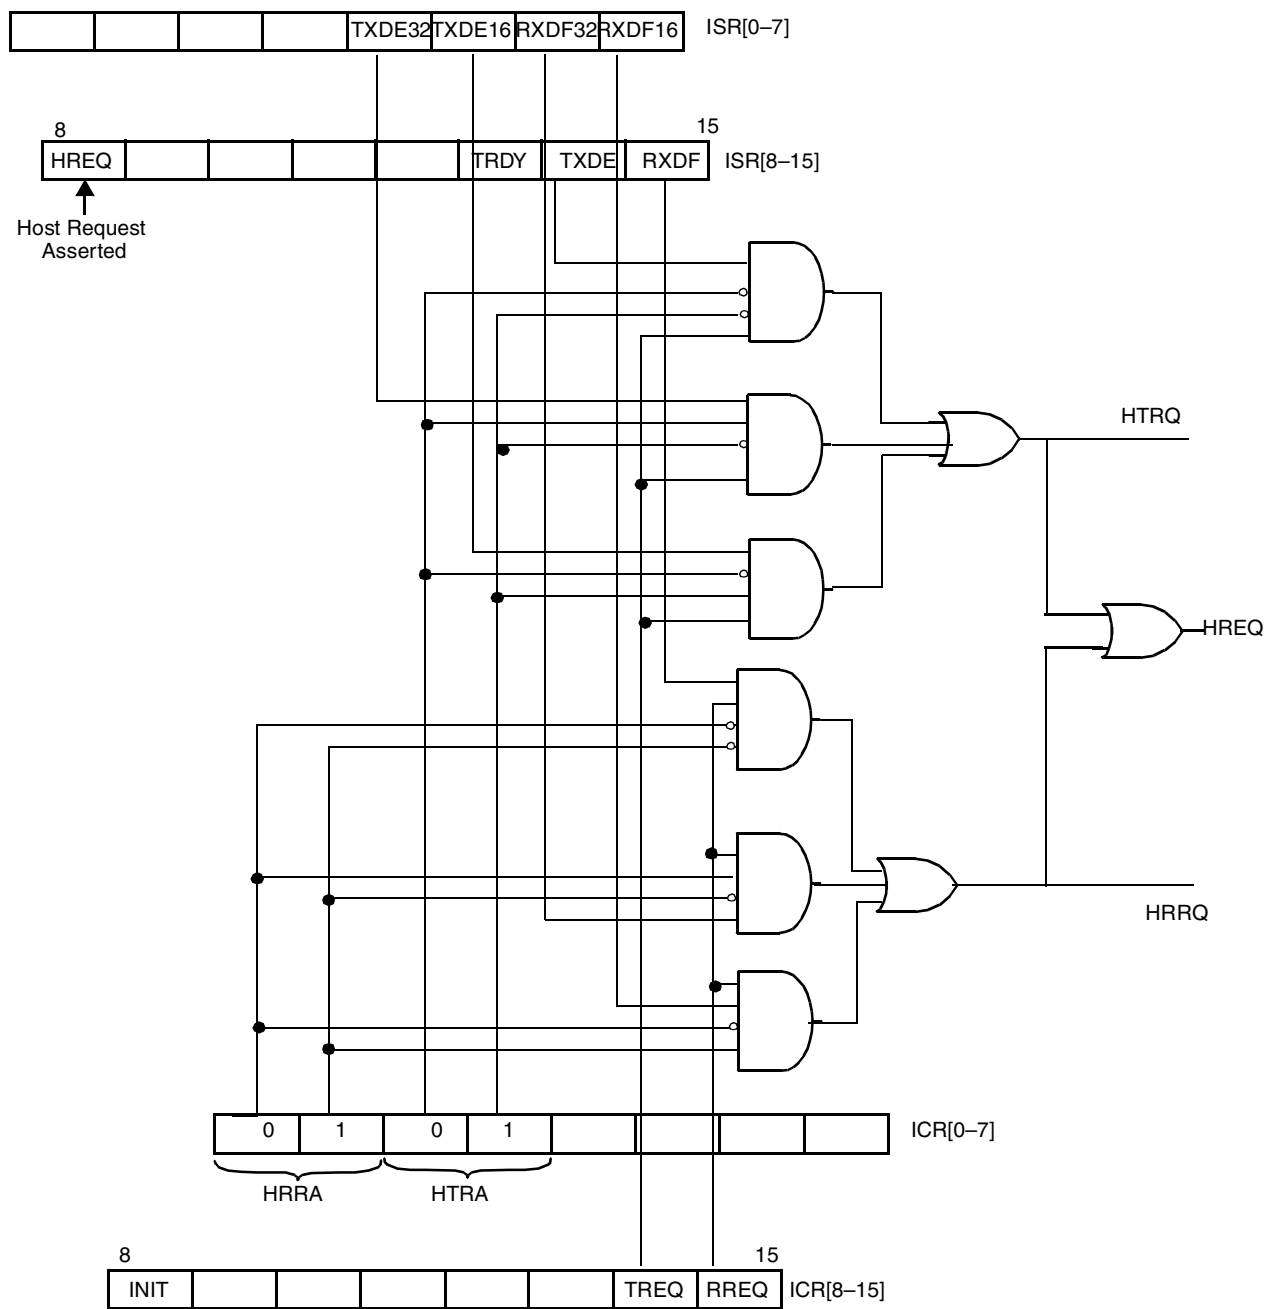 TXDE32 TXDE16 RXDF32 RXDF16 ISR[0–7]
8 15
HREQ TRDY TXDE RXDF ISR[8–15]
Host Request
Asserted
HTRQ
HREQ
HRRQ
0 1 0 1 ICR[0–7]
HRRA HTRA
8 15
INIT TREQ RREQ ICR[8–15]